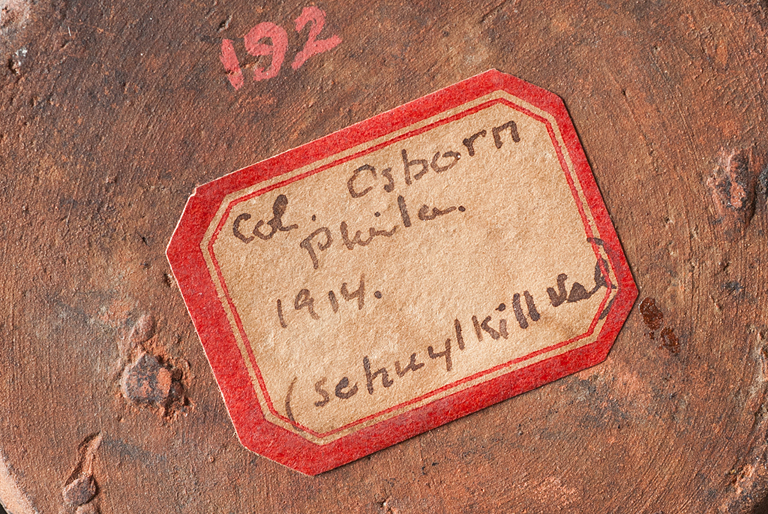 192
Col. Osborn
Phila.
1914.
(Schuylkill Val)